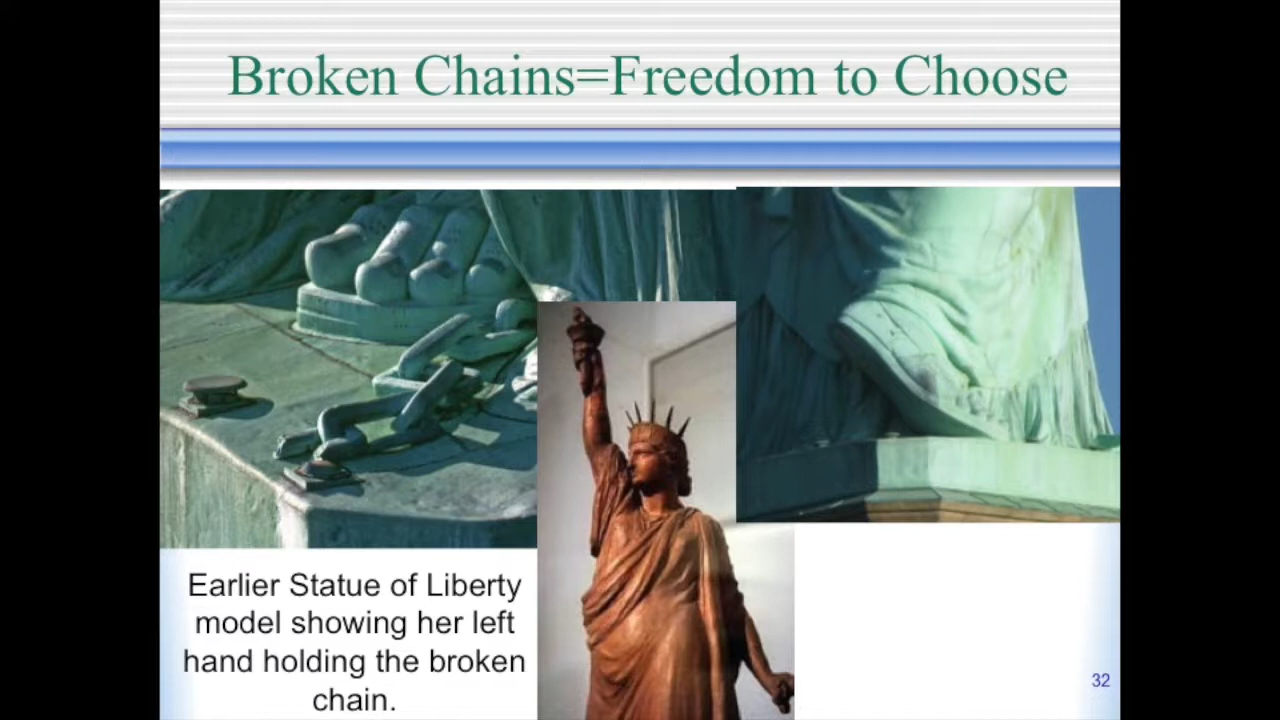 Broken Chains=Freedom to Choose
Earlier Statue of Liberty
model showing her left
hand holding the broken
chain.
32